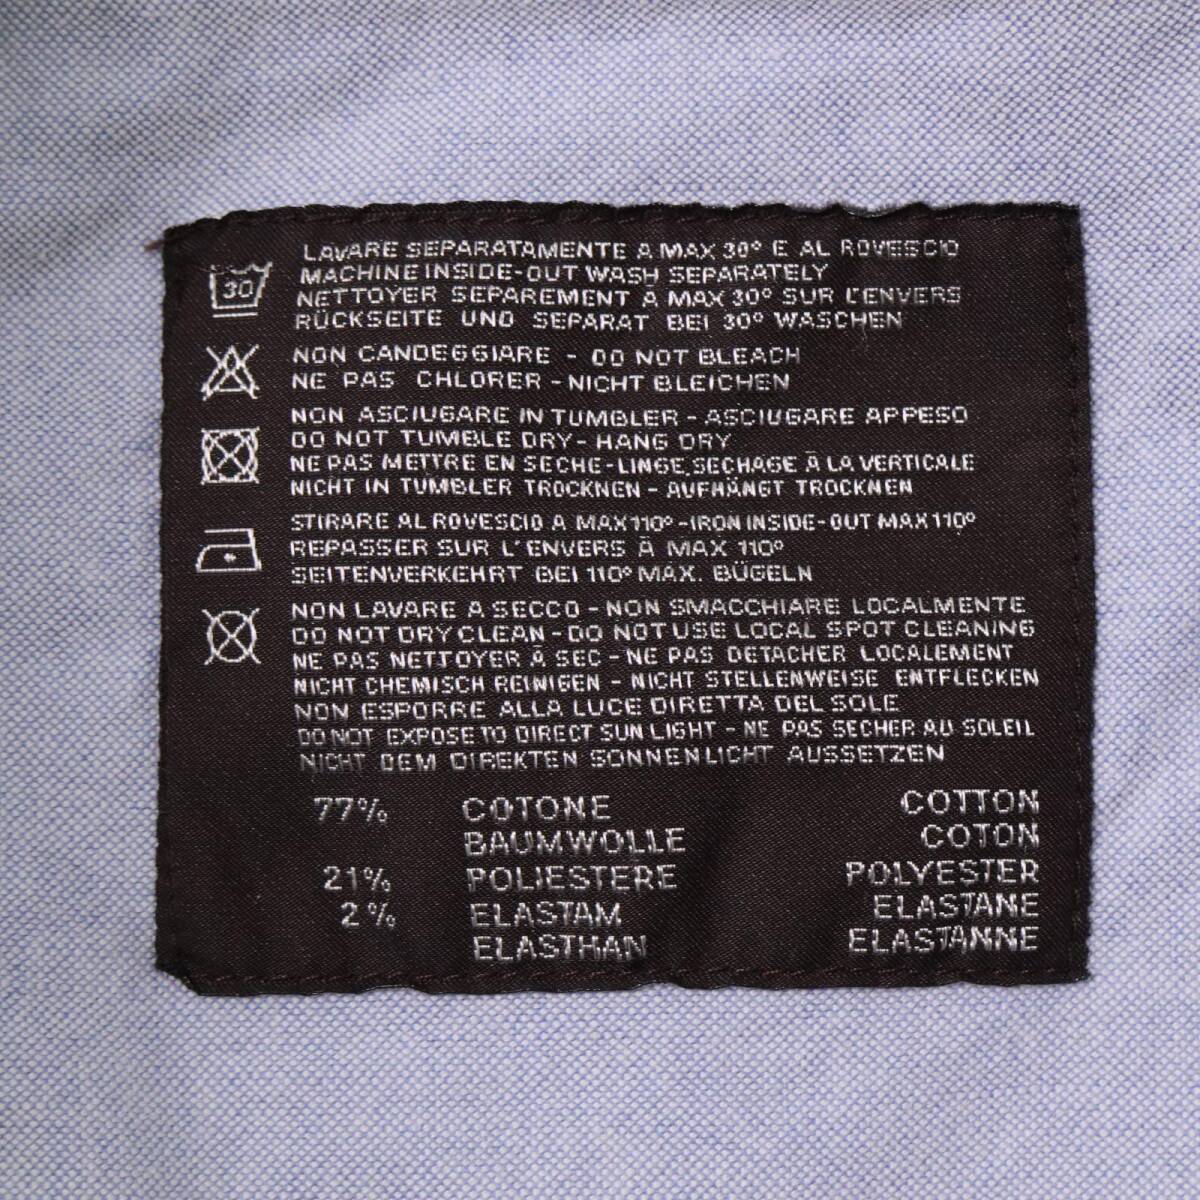 30
LAVARE SEPARATAMENTE A MAX 30° E AL ROVESCIO
MACHINE INSIDE-OUT WASH SEPARATELY
NETTOYER SEPAREMENT À MAX 30° SUR L'ENVERS
RÜCKSEITE UND SEPARAT BEI 30° WASCHEN
NON CANDEGGIARE - DO NOT BLEACH
NE PAS CHLORER - NICHT BLEICHEN
NON ASCIUGARE IN TUMBLER - ASCIUGARE APPESO
DO NOT TUMBLE DRY - HANG DRY
NE PAS METTRE EN SECHE-LINGE, SECHAGE À LA VERTICALE
NICHT IN TUMBLER TROCKNEN - AUFHÄNGT TROCKNEN
STIRARE AL ROVESCIO A MAX 110° - IRON INSIDE-OUT MAX 110°
REPASSER SUR L'ENVERS À MAX 110°
SEITENVERKEHRT BEI 110° MAX. BÜGELN
NON LAVARE A SECCO - NON SMACCHIARE LOCALMENTE
DO NOT DRY CLEAN - DO NOT USE LOCAL SPOT CLEANING
NE PAS NETTOYER À SEC - NE PAS DETACHER LOCALEMENT
NICHT CHEMISCH REINIGEN - NICHT STELLENWEISE ENTFLECKEN
NON ESPORRE ALLA LUCE DIRETTA DEL SOLE
DO NOT EXPOSE TO DIRECT SUN LIGHT - NE PAS SECHER AU SOLEIL
NICHT DEM DIREKTEN SONNENLICHT AUSSETZEN
77% COTONE COTTON
BAUMWOLLE COTON
21% POLIESTERE POLYESTER
2% ELASTAM ELASTANE
ELASTHAN ELASTANNE